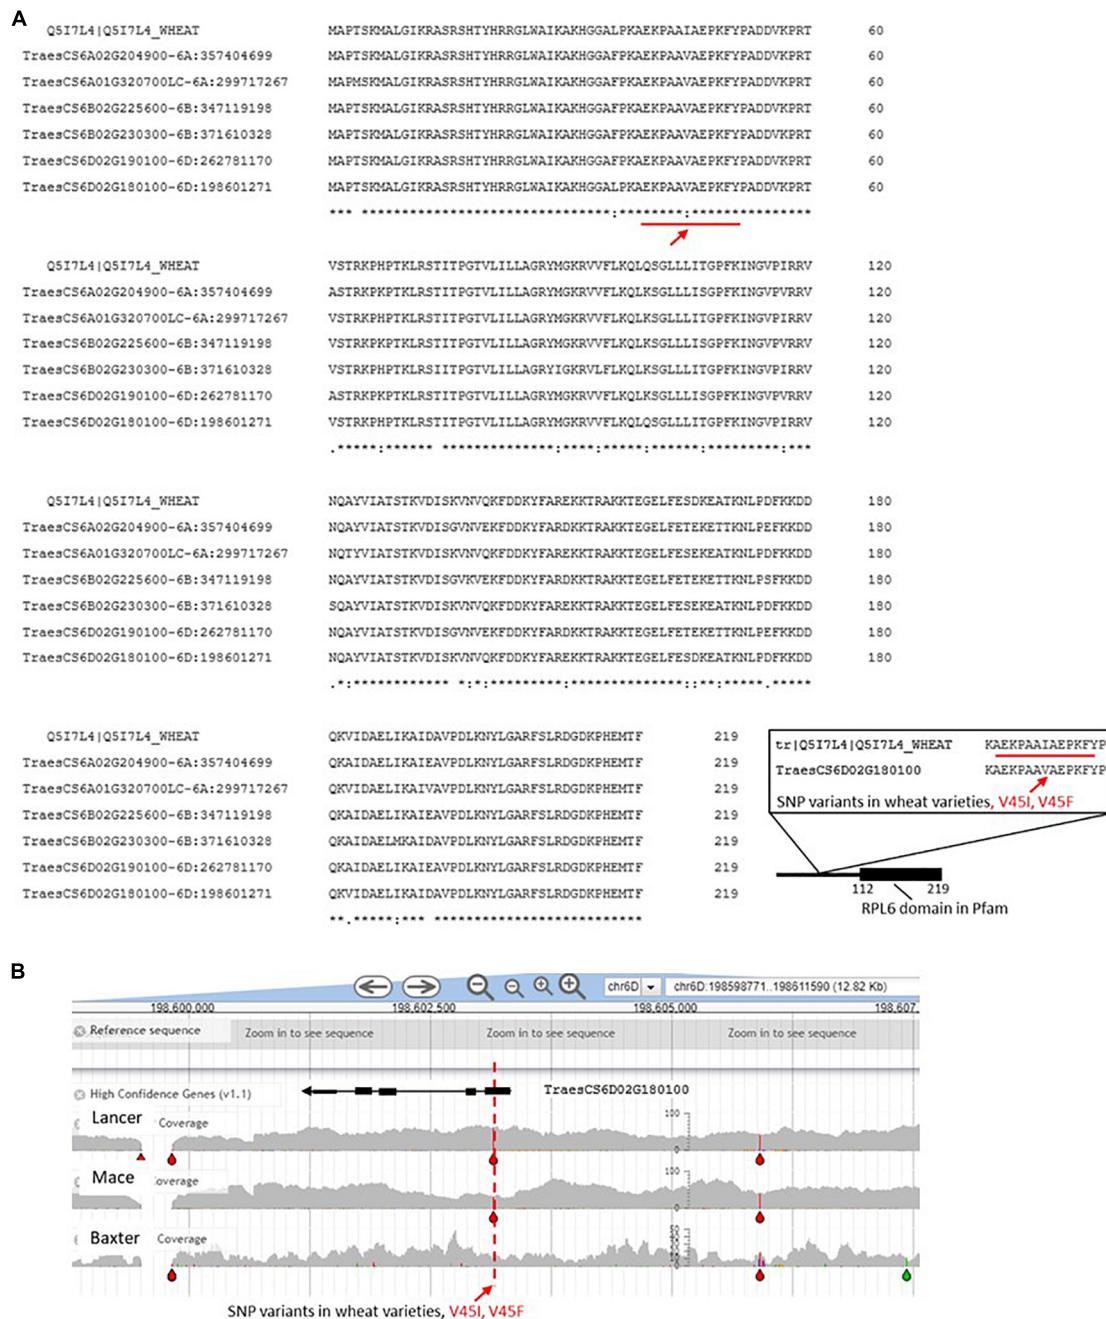 A
Q5I7L4|Q5I7L4_WHEAT MAPTSKMALGIKRASRSHTYHRRGLWAIKAKHGGALPKAEKPAAIAEPKFYPADDVKPRT 60
TraesCS6A02G204900-6A:357404699 MAPTSKMALGIKRASRSHTYHRRGLWAIKAKHGGAFPKAEKPAAVAEPKFYPADDVKPRT 60
TraesCS6A01G320700LC-6A:299717267 MAPMSKMALGIKRASRSHTYHRRGLWAIKAKHGGALPKAEKPAAVAEPKFYPADDVKPRT 60
TraesCS6B02G225600-6B:347119198 MAPTSKMALGIKRASRSHTYHRRGLWAIKAKHGGAFPKAEKPAAVAEPKFYPADDVKPRT 60
TraesCS6B02G230300-6B:371610328 MAPTSKMALGIKRASRSHTYHRRGLWAIKAKHGGAFPKAEKPAAVAEPKFYPADDVKPRT 60
TraesCS6D02G190100-6D:262781170 MAPTSKMALGIKRASRSHTYHRRGLWAIKAKHGGAFPKAEKPAAVAEPKFYPADDVKPRT 60
TraesCS6D02G180100-6D:198601271 MAPTSKMALGIKRASRSHTYHRRGLWAIKAKHGGALPKAEKPAAVAEPKFYPADDVKPRT 60
*** *******************************:********:***************
Q5I7L4|Q5I7L4_WHEAT VSTRKPHPTKLRSTITPGTVLILLAGRYMGKRVVFLKQLQSGLLLITGPFKINGVPIRRV 120
TraesCS6A02G204900-6A:357404699 ASTRKPKPTKLRSTITPGTVLILLAGRYMGKRVVFLKQLKSGLLLISGPFKINGVPVRRV 120
TraesCS6A01G320700LC-6A:299717267 VSTRKPHPTKLRSTITPGTVLILLAGRYMGKRVVFLKQLKSGLLLITGPFKINGVPIRRV 120
TraesCS6B02G225600-6B:347119198 VSTRKPKPTKLRSTITPGTVLILLAGRYMGKRVVFLKQLKSGLLLITGPFKINGVPVRRV 120
TraesCS6B02G230300-6B:371610328 VSTRKPHPTKLRSTITPGTVLILLAGRYIGKRVLFLKQLKSGLLLITGPFKINGVPIRRV 120
TraesCS6D02G190100-6D:262781170 ASTRKPKPTKLRSTITPGTVLILLAGRYMGKRVVFLKQLKSGLLLISGPFKINGVPVRRV 120
TraesCS6D02G180100-6D:198601271 VSTRKPHPTKLRSTITPGTVLILLAGRYMGKRVVFLKQLQSGLLLITGPFKINGVPIRRV 120
.*****:****** ***************:****:*****:******:*********:***
Q5I7L4|Q5I7L4_WHEAT NQAYVIATSTKVDISKVNVQKFDDKYFAREKKTRAKKTEGELFESDKEATKNLPDFKKDD 180
TraesCS6A02G204900-6A:357404699 NQAYVIATSTKVDISGVNVEKFDDKYFARDKKTRAKKTEGELFETEKETTKNLPEFKKDD 180
TraesCS6A01G320700LC-6A:299717267 NQTYVIATSTKVDISKVNVQKFDDKYFAREKKTRAKKTEGELFESEKEATKNLPDFKKDD 180
TraesCS6B02G225600-6B:347119198 NQAYVIATSTKVDISGVKVEKFDDKYFARDKKTRAKKTEGELFETEKETTKNLPSFKKDD 180
TraesCS6B02G230300-6B:371610328 SQAYVIATSTKVDISKVNVQKFDDKYFAREKKTRAKKTEGELFESEKEATKNLPDFKKDD 180
TraesCS6D02G190100-6D:262781170 NQAYVIATSTKVDISGVNVEKFDDKYFARDKKTRAKKTEGELFETEKETTKNLPEFKKDD 180
TraesCS6D02G180100-6D:198601271 NQAYVIATSTKVDISKVNVQKFDDKYFAREKKTRAKKTEGELFESDKEATKNLPDFKKDD 180
.*:************ *:*:*********:**************::**:*****.*****
Q5I7L4|Q5I7L4_WHEAT QKVIDAELIKAIDAVPDLKNYLGARFSLRDGDKPHEMTF 219
TraesCS6A02G204900-6A:357404699 QKAIDAELIKAIEAVPDLKNYLGARFSLRDGDKPHEMTF 219
TraesCS6A01G320700LC-6A:299717267 QKVIDAELIKAIVAVPDLKNYLGARFSLRDGDKPHEMTF 219
TraesCS6B02G225600-6B:347119198 QKAIDAELIKAIEAVPDLKNYLGARFSLRDGDKPHEMTF 219
TraesCS6B02G230300-6B:371610328 QKAIDAELMKAIDAVPDLKNYLGARFSLRDGDKPHEMTF 219
TraesCS6D02G190100-6D:262781170 QKAIDAELIKAIEAVPDLKNYLGARFSLRDGDKPHEMTF 219
TraesCS6D02G180100-6D:198601271 QKVIDAELIKAIDAVPDLKNYLGARFSLRDGDKPHEMTF 219
**.*****:*** **************************
tr|Q5I7L4|Q5I7L4_WHEAT KAEKPAAIAEPKFYP
TraesCS6D02G180100 KAEKPAAVAEPKFYP
SNP variants in wheat varieties, V45I, V45F
112 219
RPL6 domain in Pfam
B
chr6D chr6D:198598771..198611590 (12.82 Kb)
198,600,000 198,602,500 198,605,000 198,607,
Reference sequence Zoom in to see sequence Zoom in to see sequence Zoom in to see sequence
High Confidence Genes (v1.1) TraesCS6D02G180100
Lancer Coverage 100 0
Mace overage 100 0
Baxter Coverage 50 0
SNP variants in wheat varieties, V45I, V45F